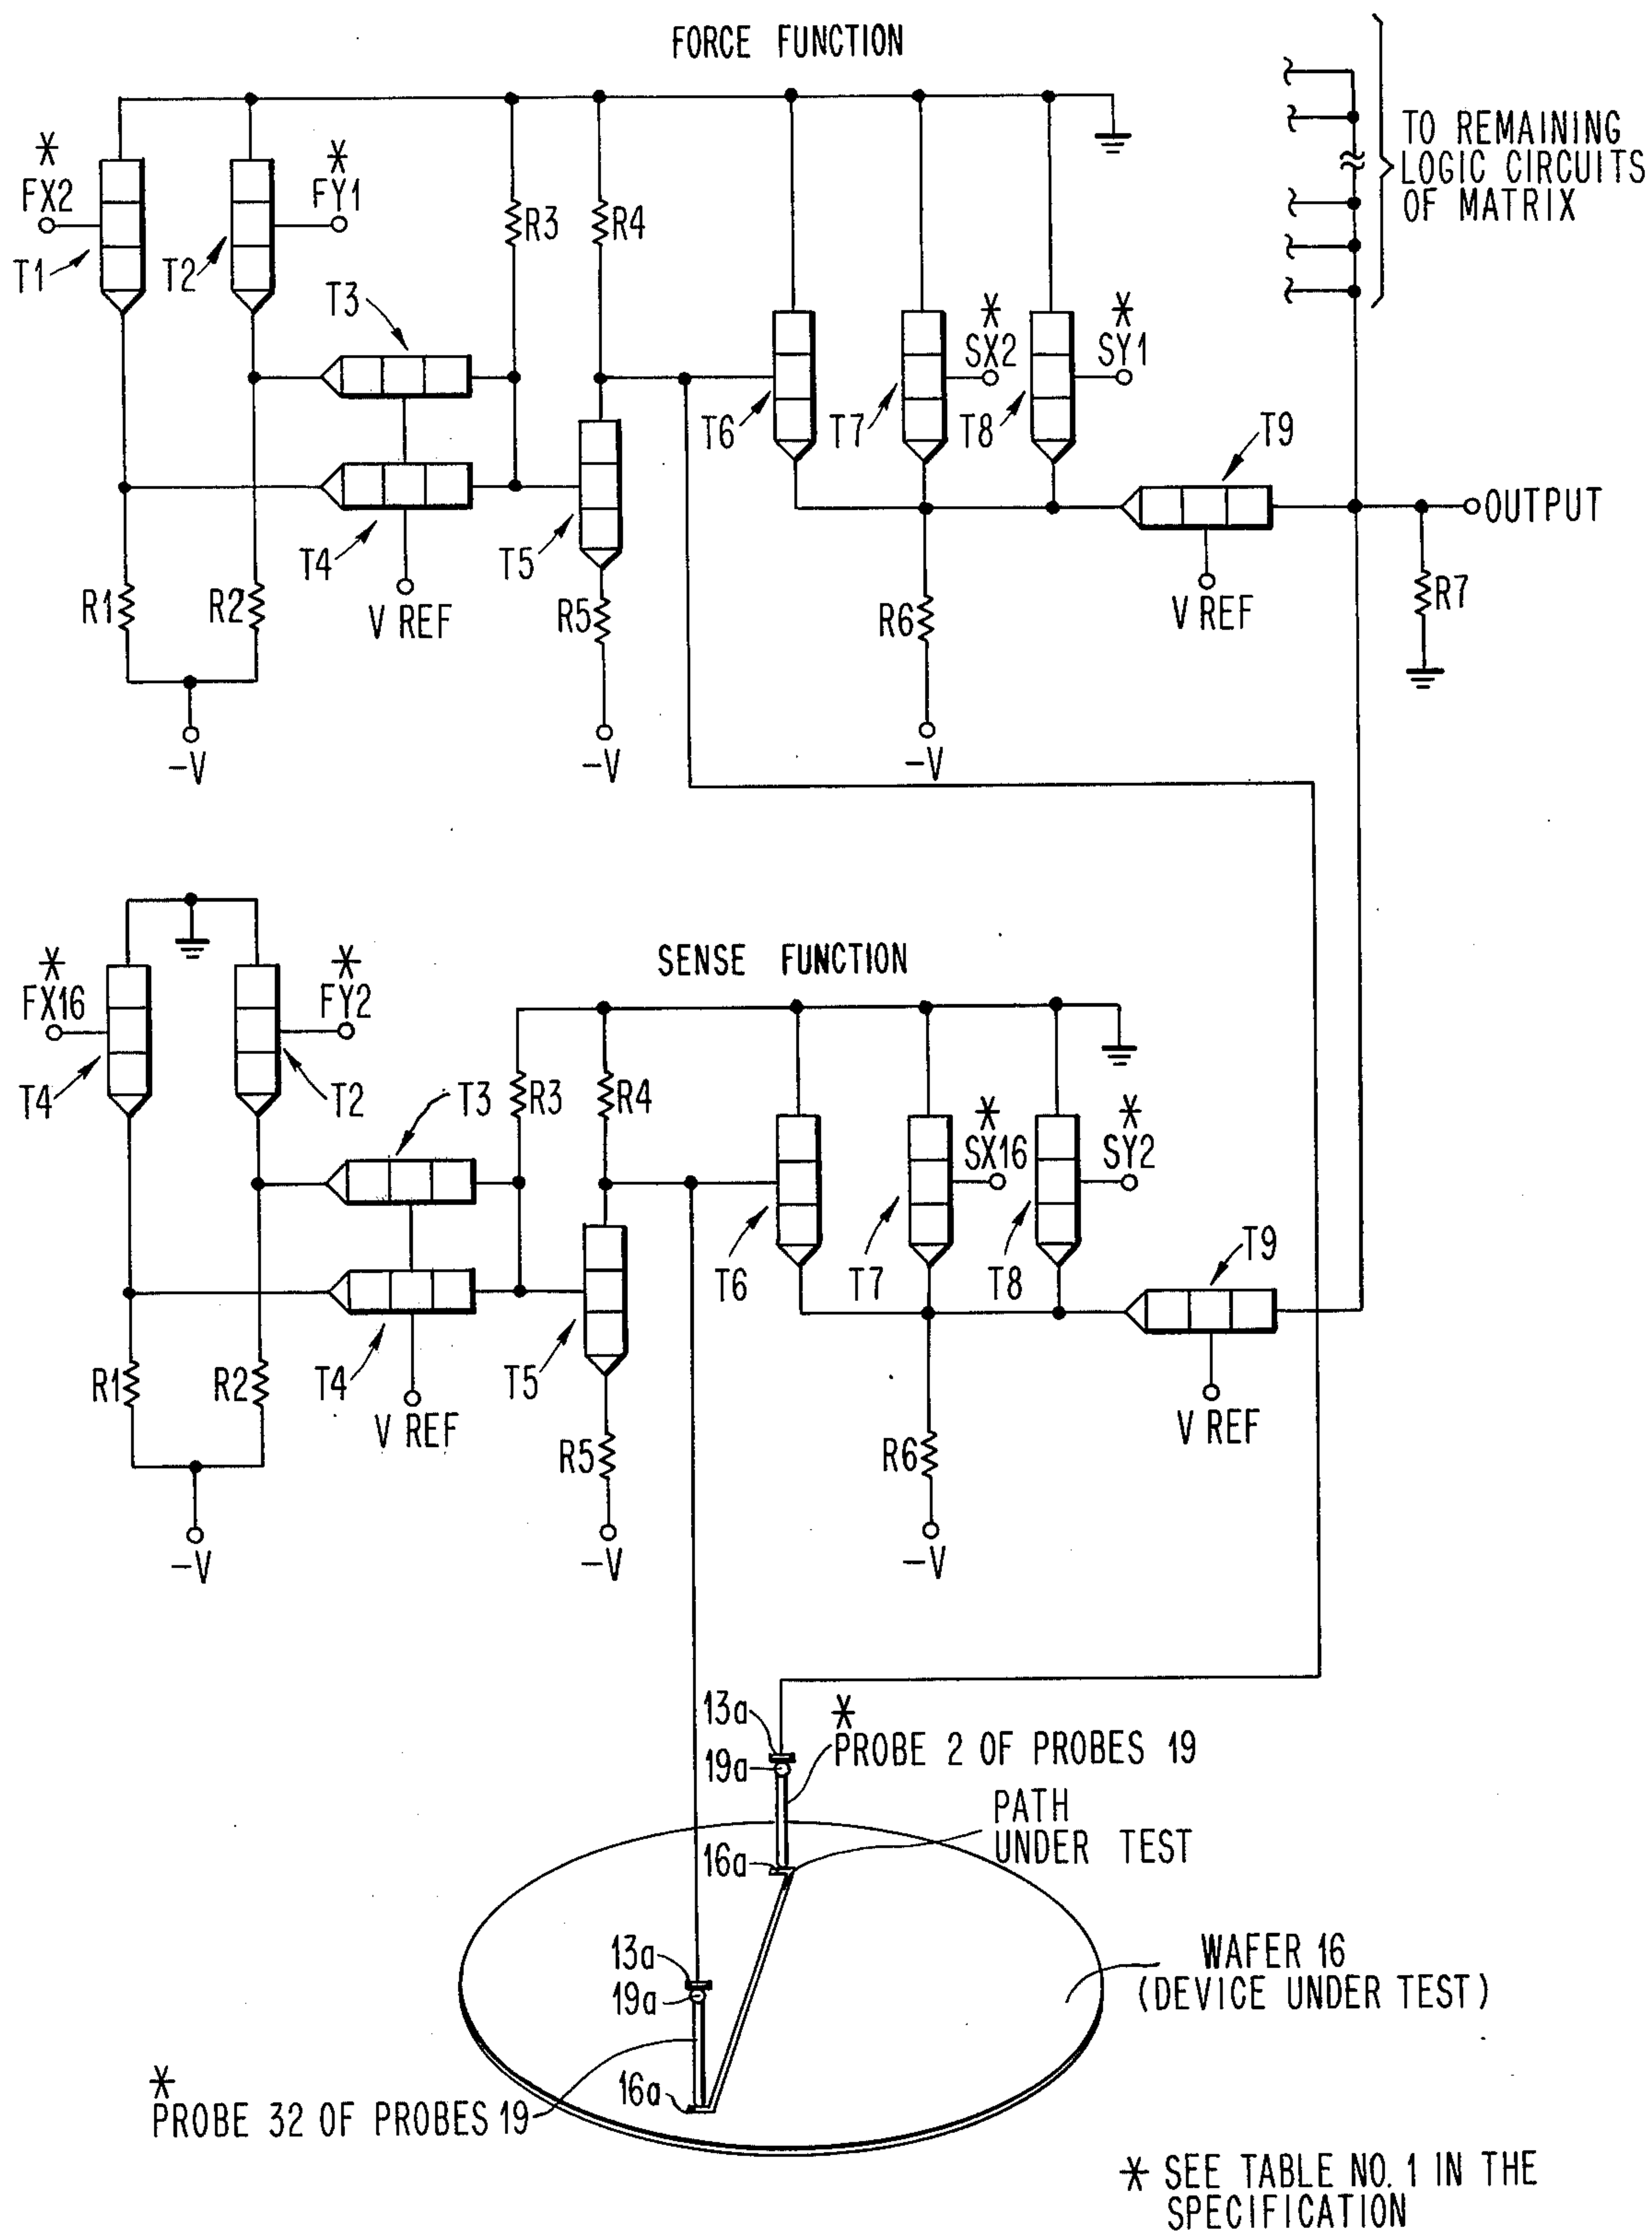 FORCE FUNCTION
TO REMAINING
LOGIC CIRCUITS
OF MATRIX
*
FX2
*
FY1
T1
T2
R3
R4
T3
*
SX2
*
SY1
T6
T7
T8
T9
OUTPUT
T4
T5
R1
R2
V REF
R5
R6
V REF
R7
-V
-V
-V
SENSE FUNCTION
*
FX16
*
FY2
T4
T2
T3
R3
R4
*
SX16
*
SY2
T6
T7
T8
T9
R1
R2
T4
T5
V REF
R5
R6
V REF
-V
-V
-V
13a
*
PROBE 2 OF PROBES 19
19a
PATH
UNDER TEST
16a
13a
WAFER 16
(DEVICE UNDER TEST)
19a
16a
*
PROBE 32 OF PROBES 19
* SEE TABLE NO. 1 IN THE
SPECIFICATION